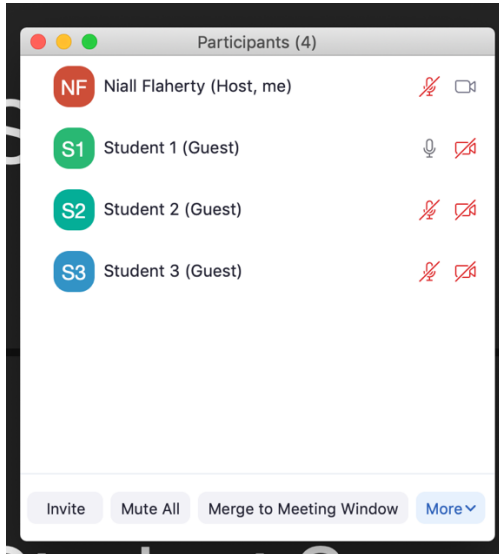 Participants (4)
NF Niall Flaherty (Host, me)
S1 Student 1 (Guest)
S2 Student 2 (Guest)
S3 Student 3 (Guest)
Invite Mute All Merge to Meeting Window More